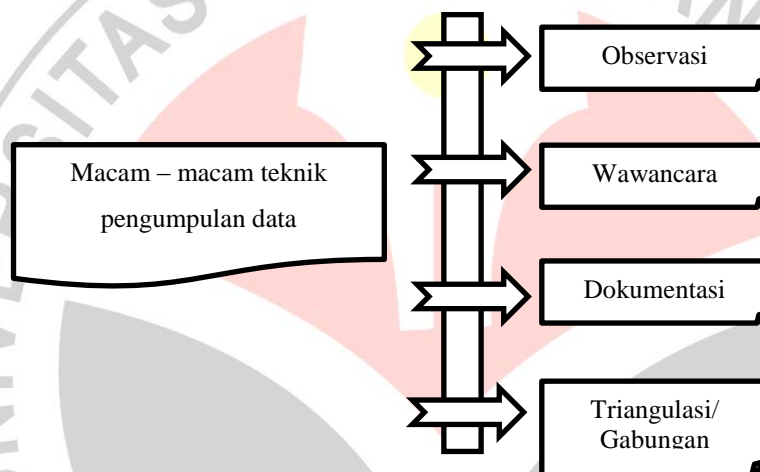 Macam – macam teknik
pengumpulan data
Observasi
Wawancara
Dokumentasi
Triangulasi/
Gabungan